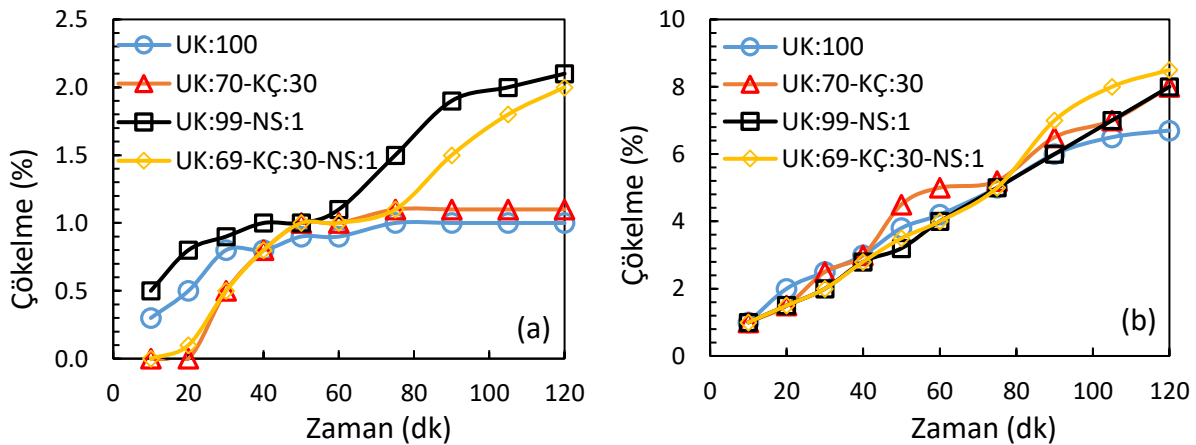 2.5
2.0
1.5
1.0
0.5
0.0
Çökelme (%)
UK:100
UK:70-KÇ:30
UK:99-NS:1
UK:69-KÇ:30-NS:1
(a)
0 20 40 60 80 100 120
Zaman (dk)
10
8
6
4
2
0
Çökelme (%)
UK:100
UK:70-KÇ:30
UK:99-NS:1
UK:69-KÇ:30-NS:1
(b)
0 20 40 60 80 100 120
Zaman (dk)